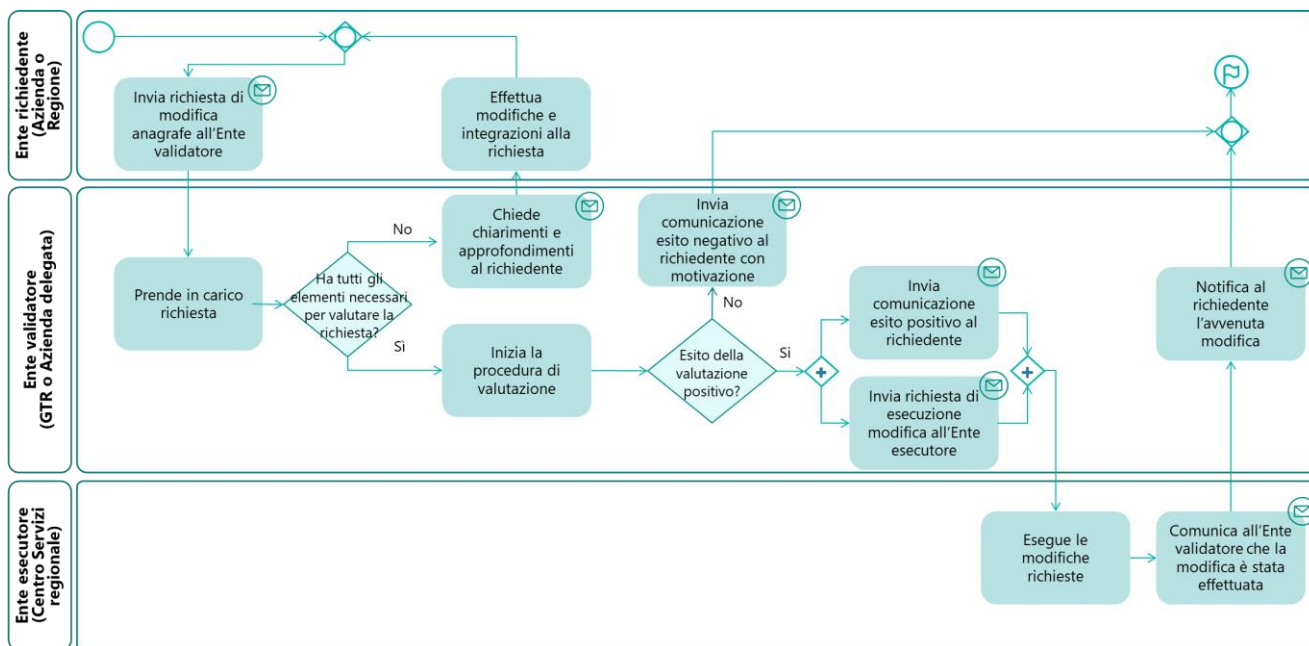 Ente richiedente
(Azienda o
Regione)
Invia richiesta di
modifica
anagrafe all'Ente
validatore
Effettua
modifiche e
integrazioni alla
richiesta
Ente validatore
(GTR o Azienda delegata)
Prende in carico
richiesta
Ha tutti gli
elementi necessari
per valutare la
richiesta?
No
Chiede
chiarimenti e
approfondimenti
al richiedente
Sì
Inizia la
procedura di
valutazione
Esito della
valutazione
positivo?
No
Invia
comunicazione
esito negativo al
richiedente con
motivazione
Si
Invia
comunicazione
esito positivo al
richiedente
Invia richiesta di
esecuzione
modifica all'Ente
esecutore
Notifica al
richiedente
l'avvenuta
modifica
Ente esecutore
(Centro Servizi
regionale)
Esegue le
modifiche
richieste
Comunica all'Ente
validatore che la
modifica è stata
effettuata